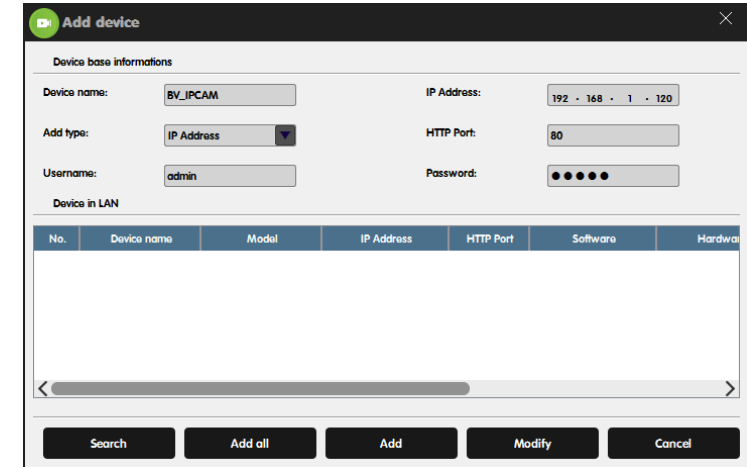 Add device
Device base informations
Device name: BV_IPCAM IP Address: 192 . 168 . 1 . 120
Add type: IP Address HTTP Port: 80
Username: admin Password: ●●●●●
Device in LAN
No. Device name Model IP Address HTTP Port Software Hardwar
Search Add all Add Modify Cancel